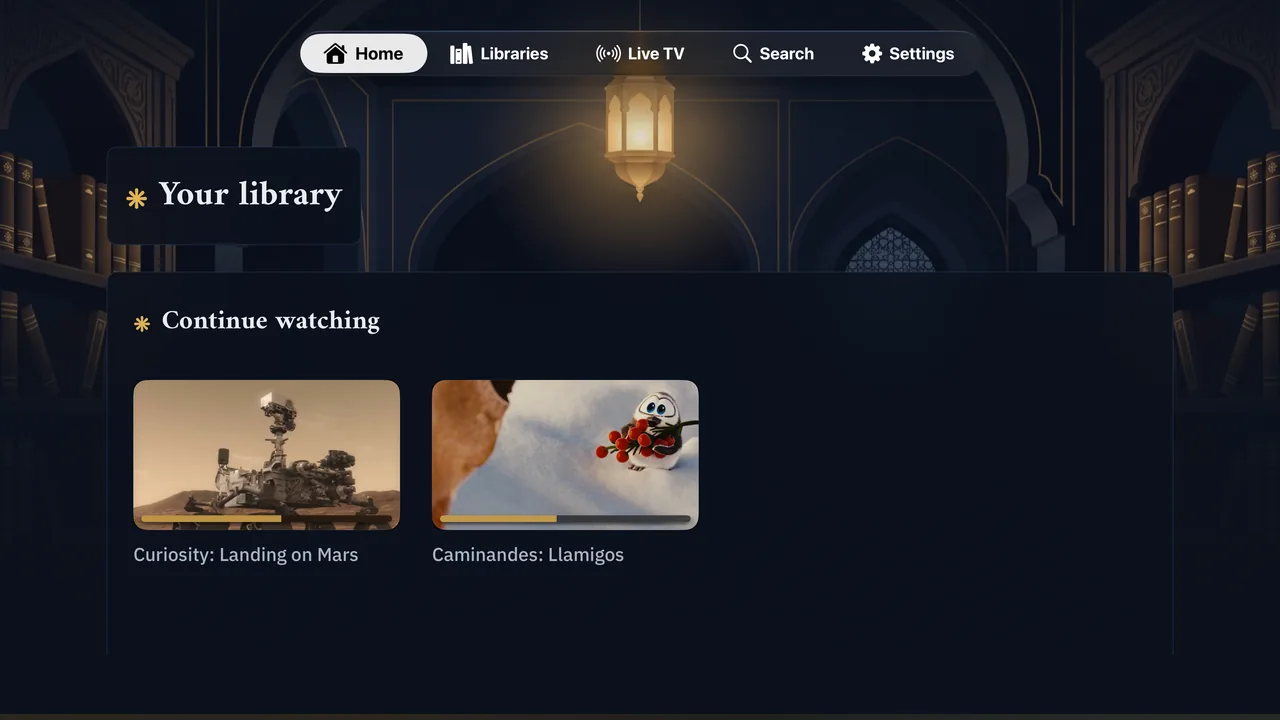 Home
Libraries
Live TV
Search
Settings
Your library
Continue watching
Curiosity: Landing on Mars
Caminandes: Llamigos